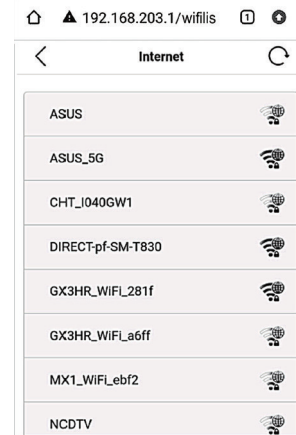 192.168.203.1/wifilis 1
Internet
ASUS
ASUS_5G
CHT_I040GW1
DIRECT-pf-SM-T830
GX3HR_WiFi_281f
GX3HR_WiFi_a6ff
MX1_WiFi_ebf2
NCDTV